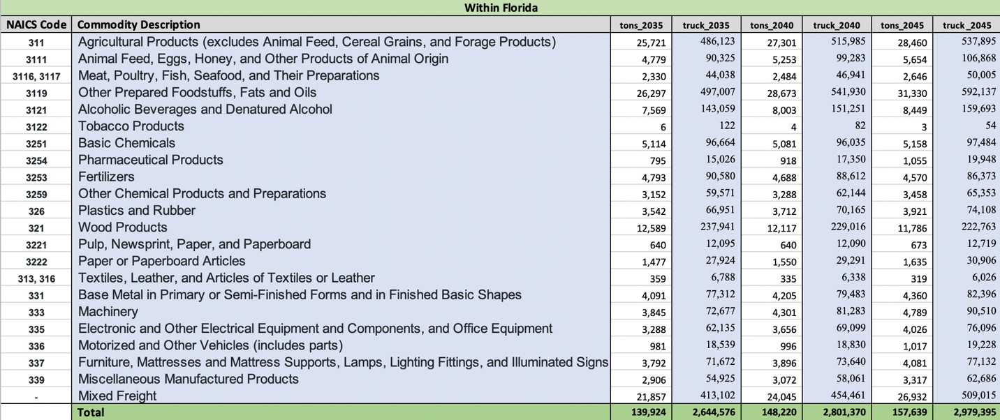 Within Florida
NAICS Code Commodity Description tons_2035 truck_2035 tons_2040 truck_2040 tons_2045 truck_2045
311 Agricultural Products (excludes Animal Feed, Cereal Grains, and Forage Products) 25,721 486,123 27,301 515,985 28,460 537,895
3111 Animal Feed, Eggs, Honey, and Other Products of Animal Origin 4,779 90,325 5,253 99,283 5,654 106,868
3116, 3117 Meat, Poultry, Fish, Seafood, and Their Preparations 2,330 44,038 2,484 46,941 2,646 50,005
3119 Other Prepared Foodstuffs, Fats and Oils 26,297 497,007 28,673 541,930 31,330 592,137
3121 Alcoholic Beverages and Denatured Alcohol 7,569 143,059 8,003 151,251 8,449 159,693
3122 Tobacco Products 6 122 4 82 3 54
3251 Basic Chemicals 5,114 96,664 5,081 96,035 5,158 97,484
3254 Pharmaceutical Products 795 15,026 918 17,350 1,055 19,948
3253 Fertilizers 4,793 90,580 4,688 88,612 4,570 86,373
3259 Other Chemical Products and Preparations 3,152 59,571 3,288 62,144 3,458 65,353
326 Plastics and Rubber 3,542 66,951 3,712 70,165 3,921 74,108
321 Wood Products 12,589 237,941 12,117 229,016 11,786 222,763
3221 Pulp, Newsprint, Paper, and Paperboard 640 12,095 640 12,090 673 12,719
3222 Paper or Paperboard Articles 1,477 27,924 1,550 29,291 1,635 30,906
313, 316 Textiles, Leather, and Articles of Textiles or Leather 359 6,788 335 6,338 319 6,026
331 Base Metal in Primary or Semi-Finished Forms and in Finished Basic Shapes 4,091 77,312 4,205 79,483 4,360 82,396
333 Machinery 3,845 72,677 4,301 81,283 4,789 90,510
335 Electronic and Other Electrical Equipment and Components, and Office Equipment 3,288 62,135 3,656 69,099 4,026 76,096
336 Motorized and Other Vehicles (includes parts) 981 18,539 996 18,830 1,017 19,228
337 Furniture, Mattresses and Mattress Supports, Lamps, Lighting Fittings, and Illuminated Signs 3,792 71,672 3,896 73,640 4,081 77,132
339 Miscellaneous Manufactured Products 2,906 54,925 3,072 58,061 3,317 62,686
- Mixed Freight 21,857 413,102 24,045 454,461 26,932 509,015
Total 139,924 2,644,576 148,220 2,801,370 157,639 2,979,395